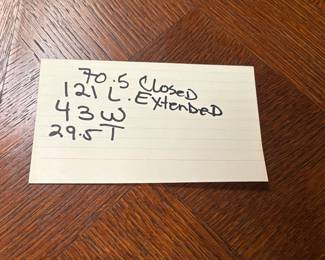 70.5 Closed
121 L. Extended
43 W
29.5 T